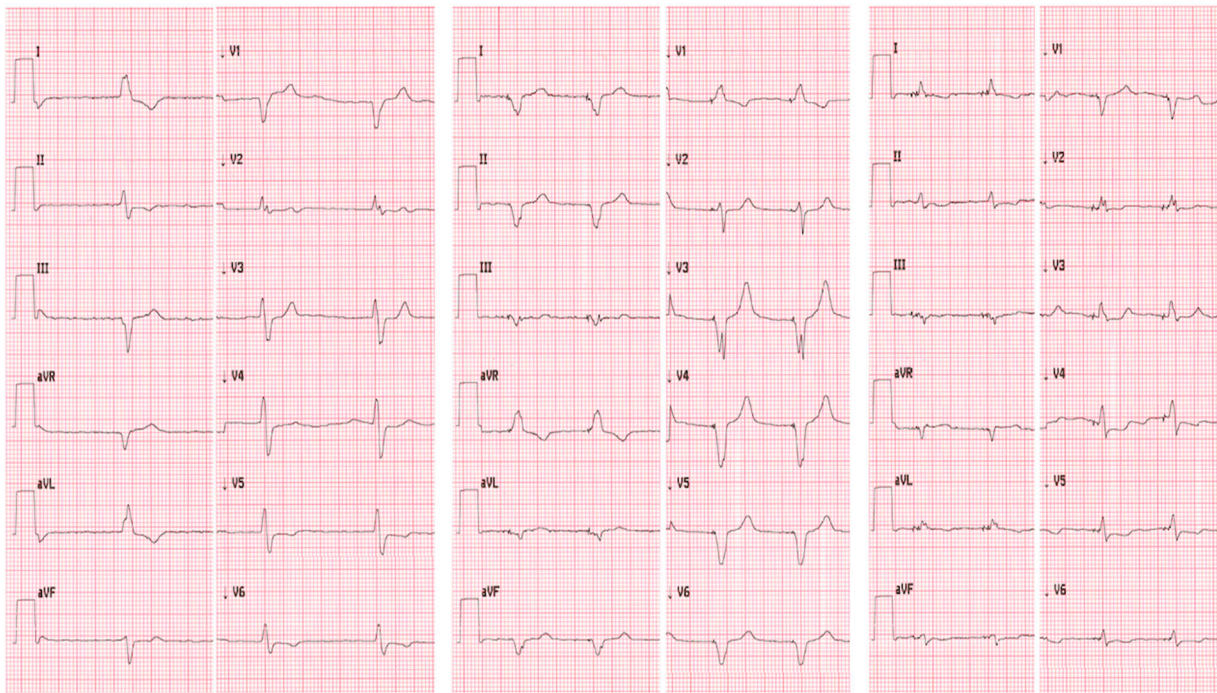 I
II
III
aVR
aVL
aVF
↓ V1
↓ V2
↓ V3
↓ V4
↓ V5
↓ V6
I
II
III
aVR
aVL
aVF
↓ V1
↓ V2
↓ V3
↓ V4
↓ V5
↓ V6
I
II
III
aVR
aVL
aVF
↓ V1
↓ V2
↓ V3
↓ V4
↓ V5
↓ V6